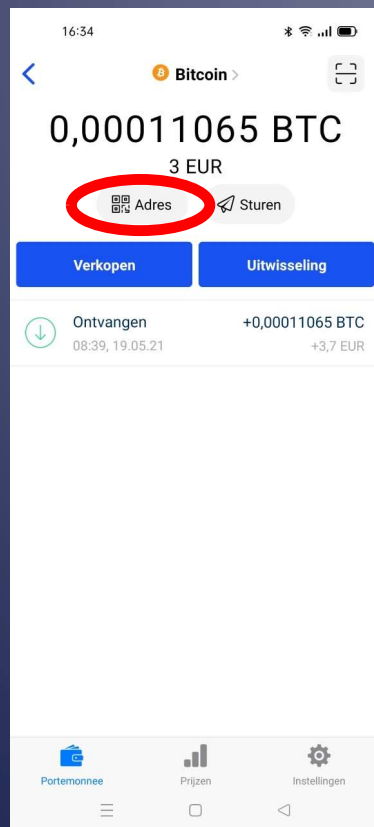 16:34
Bitcoin >
0,00011065 BTC
3 EUR
Adres
Sturen
Verkopen
Uitwisseling
Ontvangen
+0,00011065 BTC
08:39, 19.05.21
+3,7 EUR
Portemonnee
Prijzen
Instellingen